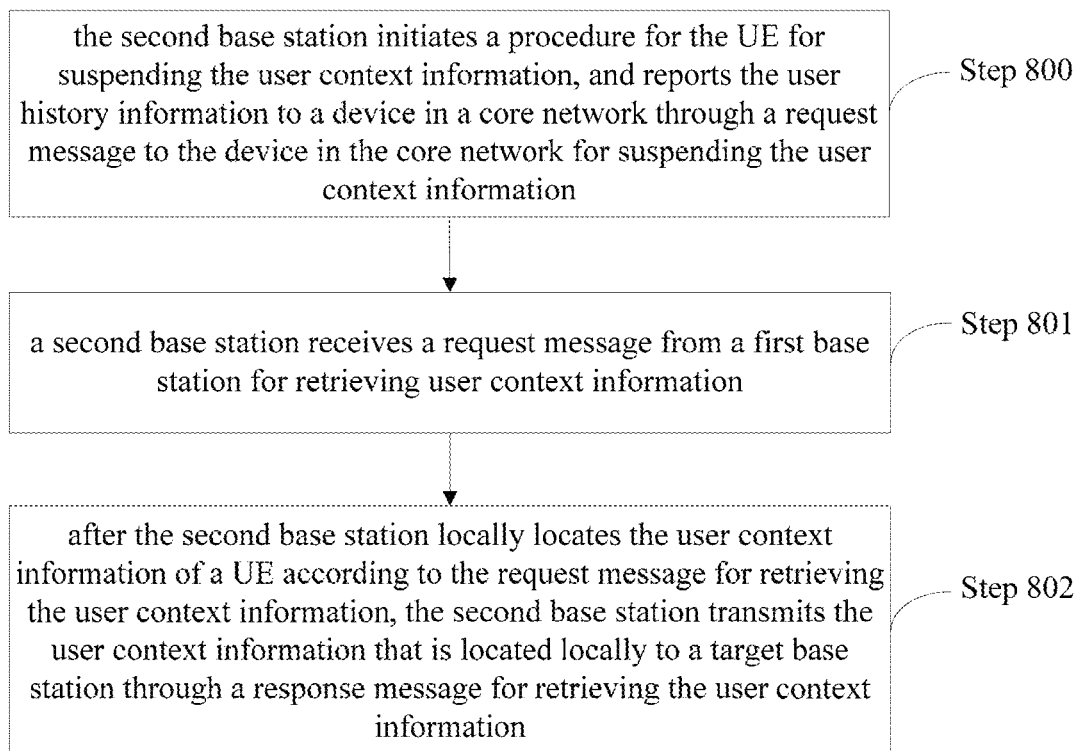 the second base station initiates a procedure for the UE for
suspending the user context information, and reports the user
history information to a device in a core network through a request
message to the device in the core network for suspending the user
context information
Step 800
a second base station receives a request message from a first base
station for retrieving user context information
Step 801
after the second base station locally locates the user context
information of a UE according to the request message for retrieving
the user context information, the second base station transmits the
user context information that is located locally to a target base
station through a response message for retrieving the user context
information
Step 802